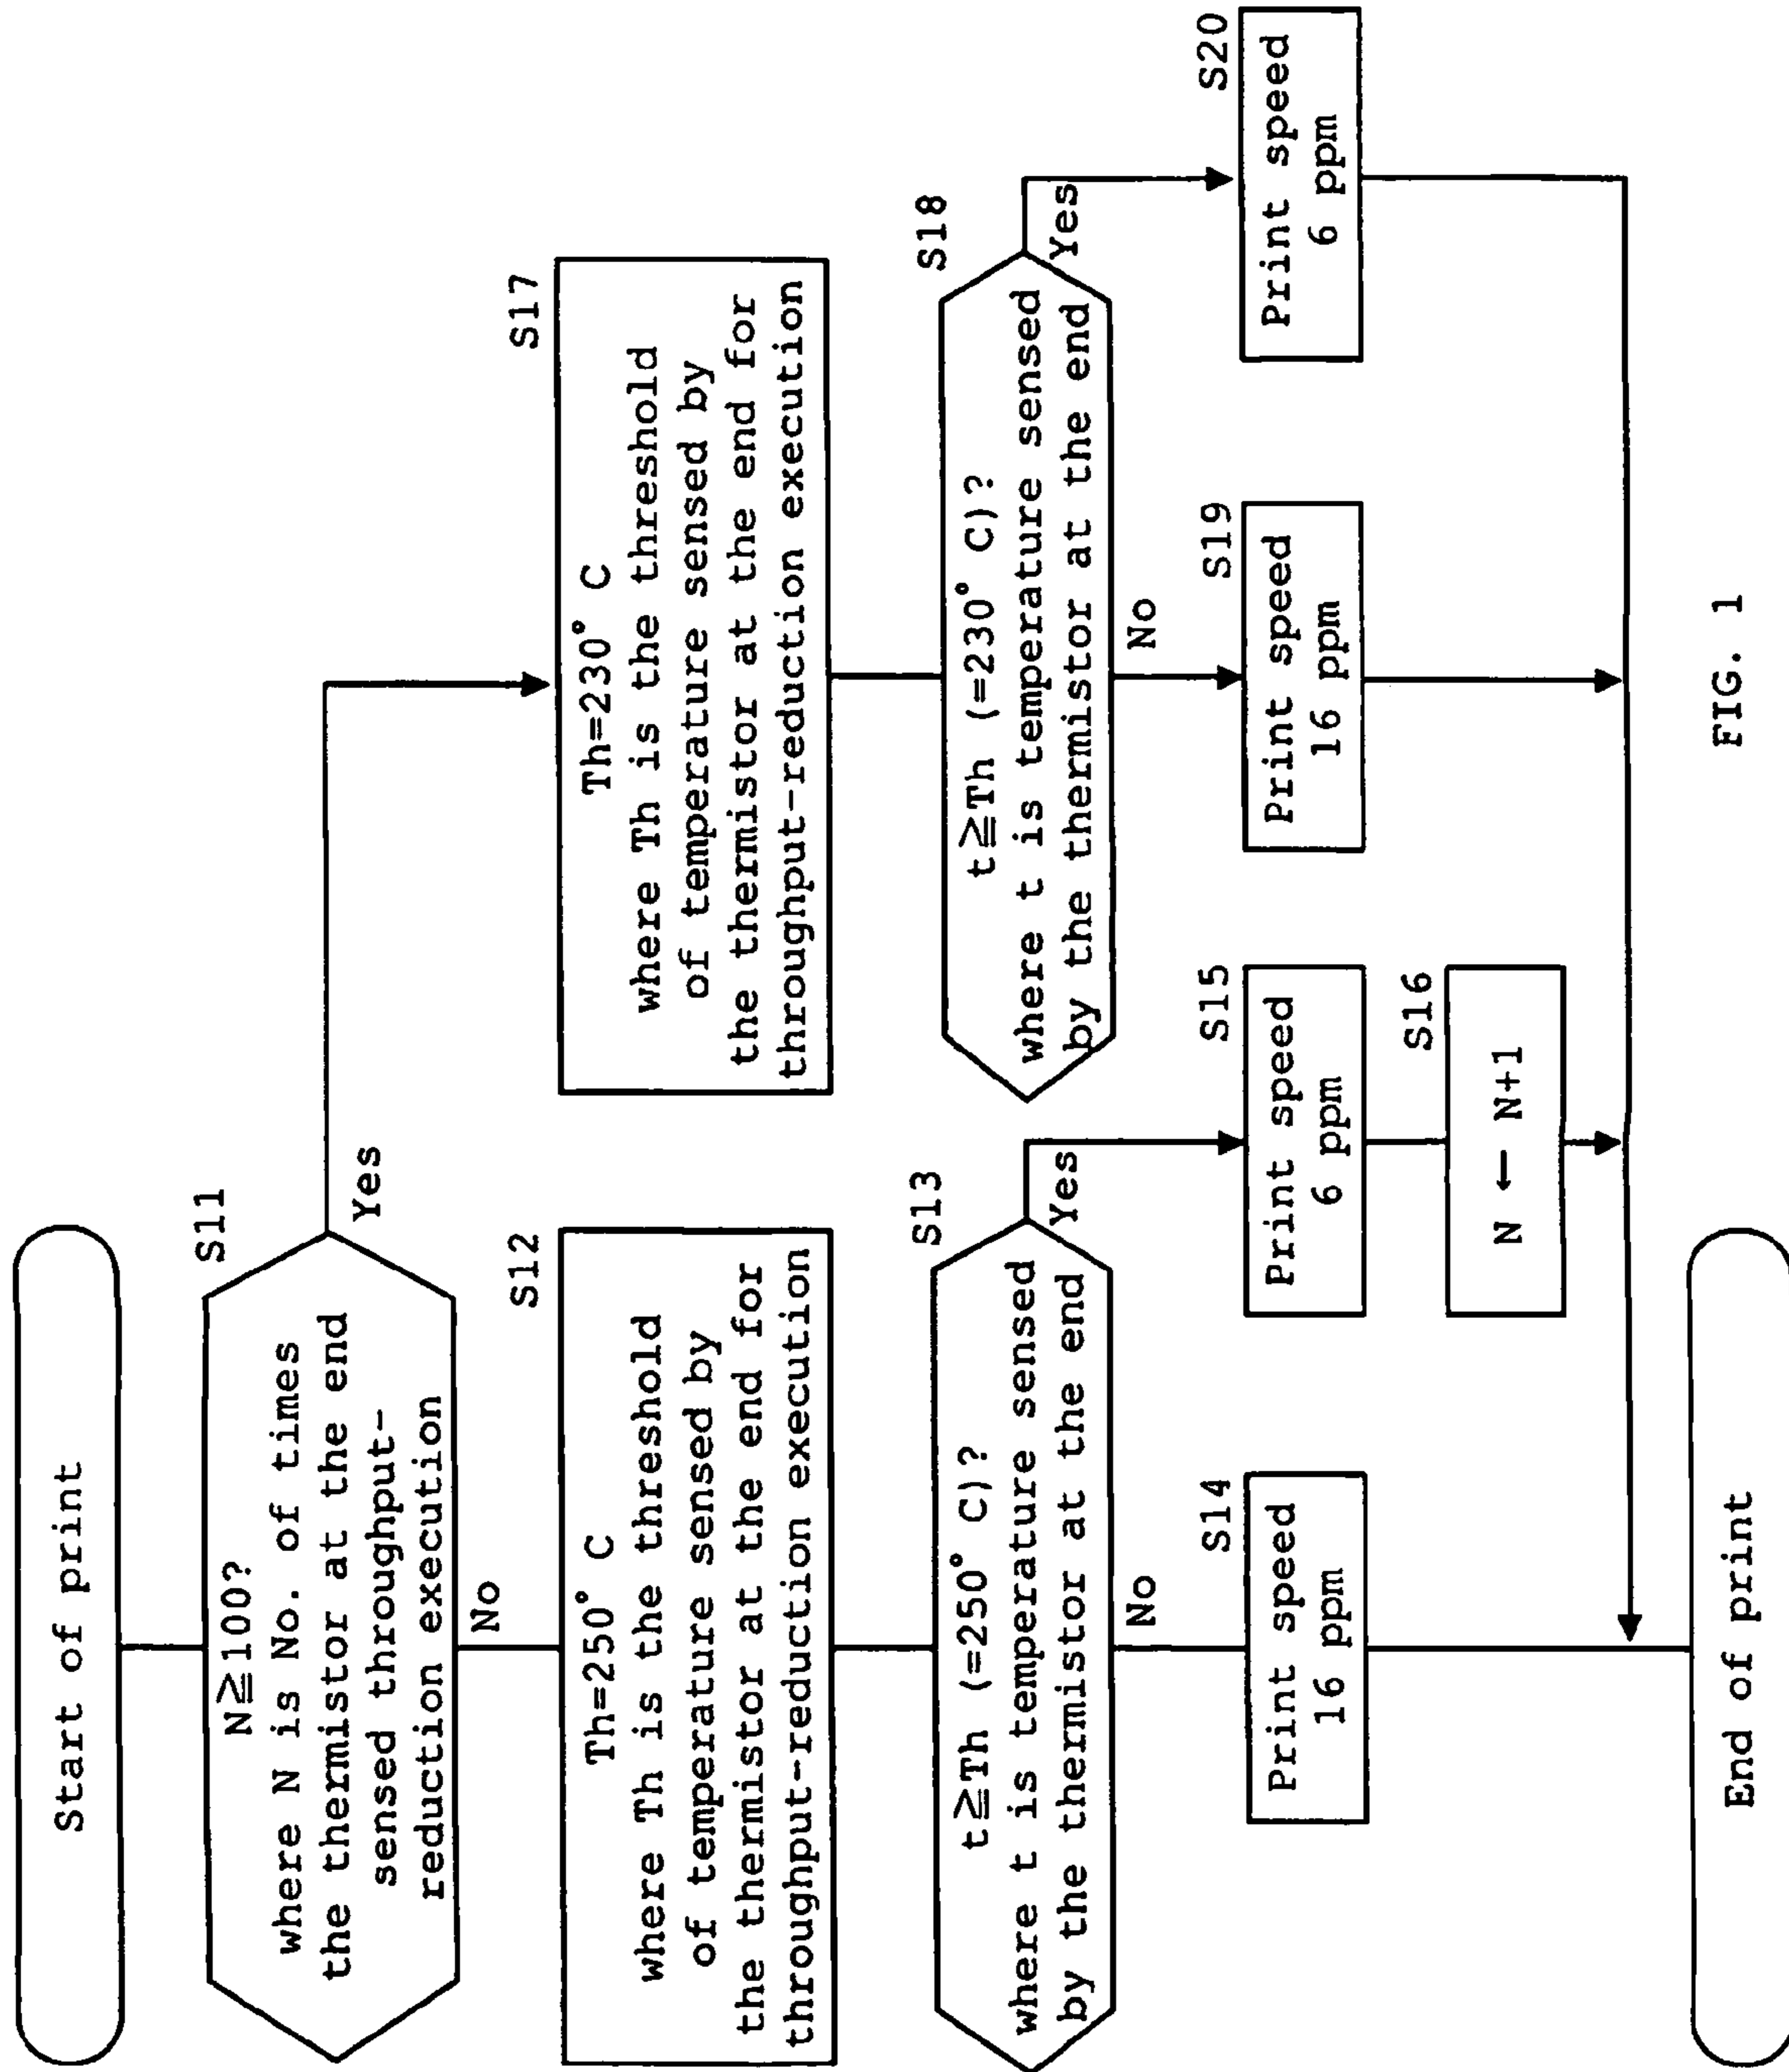 Start of print
S11
N≧100?
where N is No. of times
the thermistor at the end
sensed throughput-
reduction execution
Yes
No
S12
Th=250° C
where Th is the threshold
of temperature sensed by
the thermistor at the end for
throughput-reduction execution
S17
Th=230° C
where Th is the threshold
of temperature sensed by
the thermistor at the end for
throughput-reduction execution
S13
t≧Th (=250° C)?
where t is temperature sensed
by the thermistor at the end
Yes
No
S18
t≧Th (=230° C)?
where t is temperature sensed
by the thermistor at the end
Yes
No
S14
Print speed
16 ppm
S15
Print speed
6 ppm
S16
N ← N+1
S19
Print speed
16 ppm
S20
Print speed
6 ppm
End of print
FIG. 1